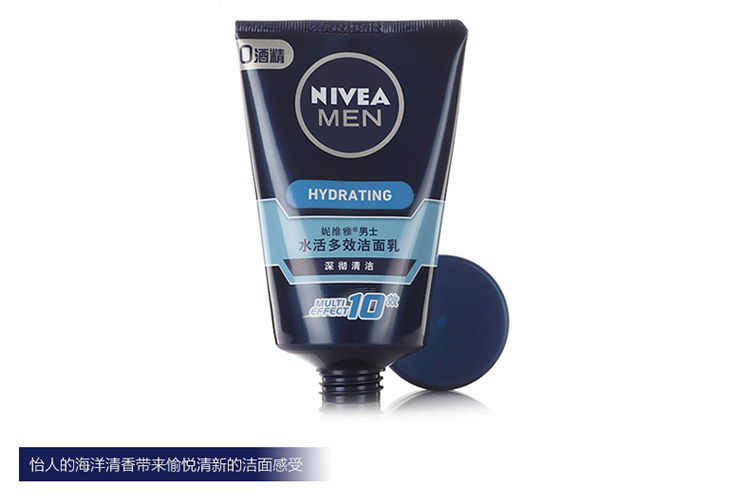 0酒精
NIVEA
MEN
HYDRATING
妮维雅®男士
水活多效洁面乳
深彻清洁
MULTI
EFFECT 10效
怡人的海洋清香带来愉悦清新的洁面感受